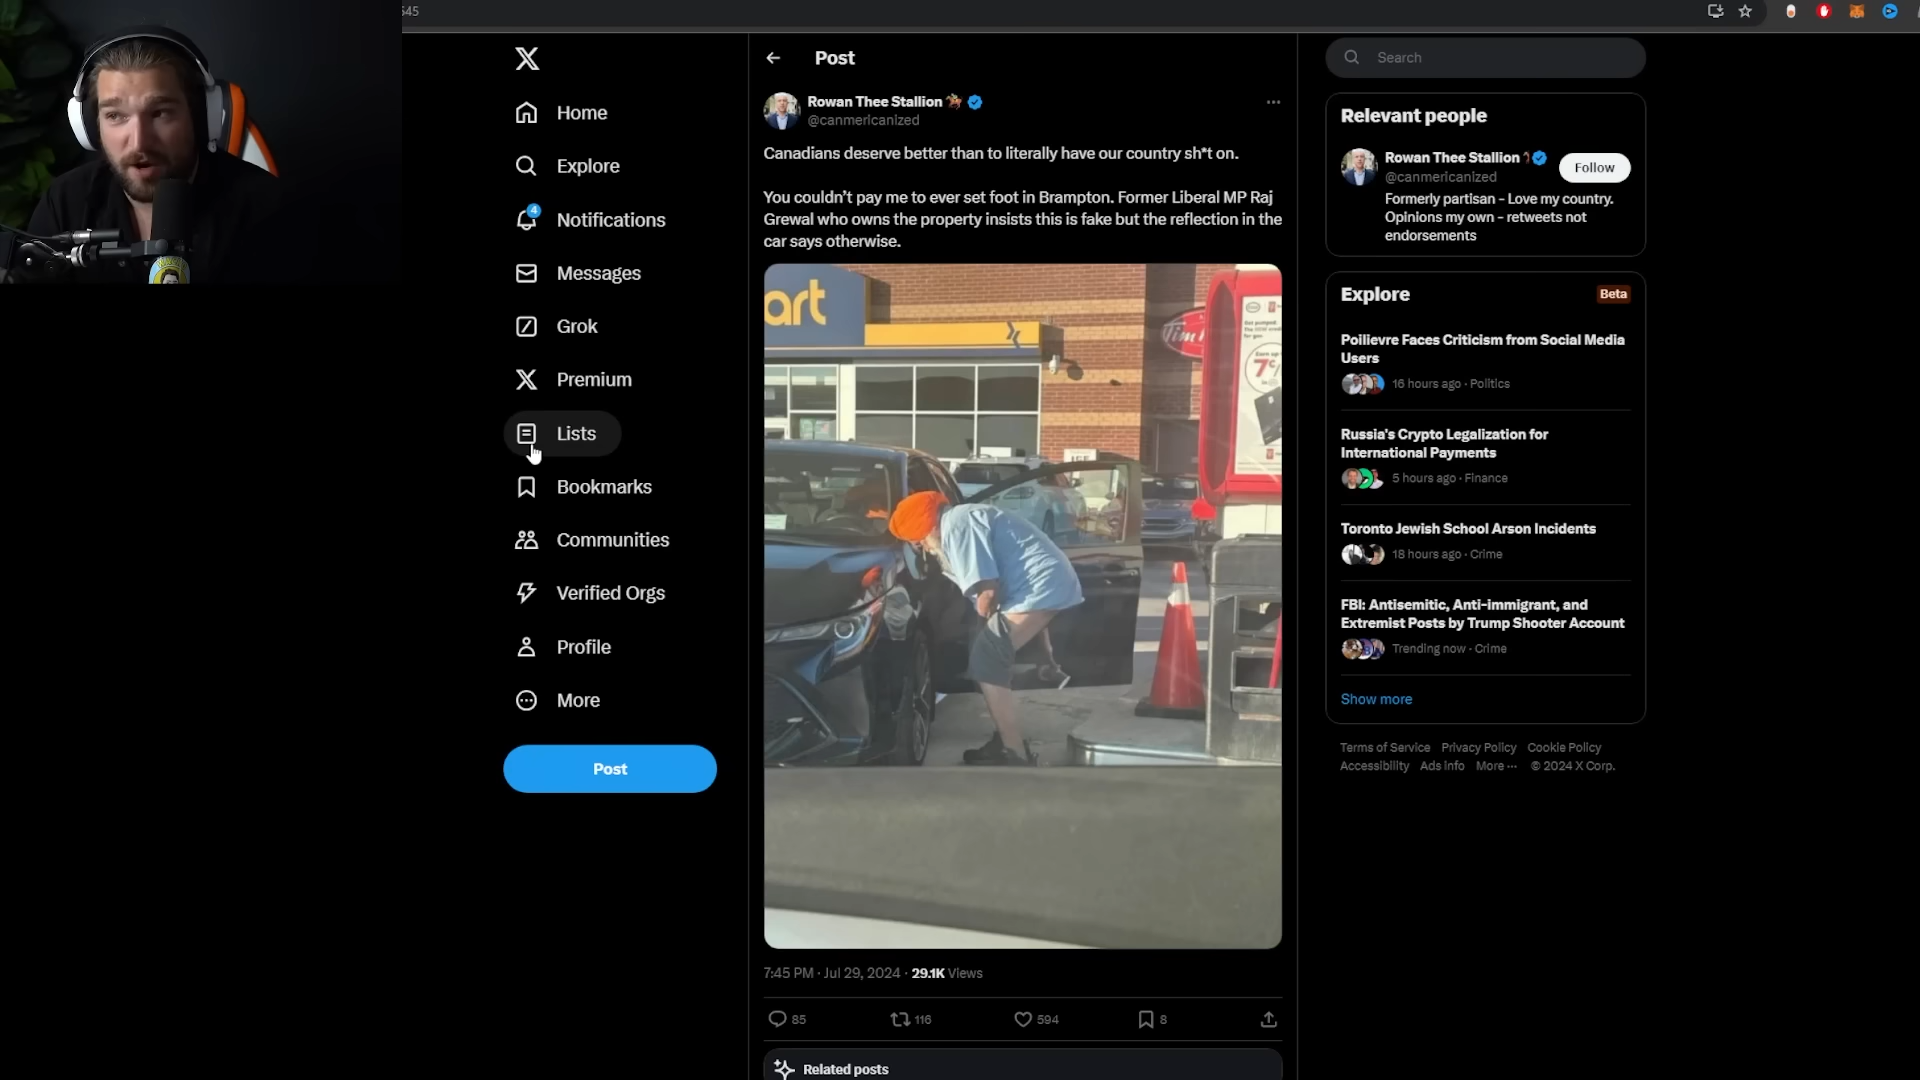 545
Home
Explore
4
Notifications
Messages
Grok
Premium
Lists
Bookmarks
Communities
Verified Orgs
Profile
More
Post
Post
Rowan Thee Stallion
@canmericanized
Canadians deserve better than to literally have our country sh*t on.
You couldn't pay me to ever set foot in Brampton. Former Liberal MP Raj
Grewal who owns the property insists this is fake but the reflection in the
car says otherwise.
art
Tim
7¢
7:45 PM · Jul 29, 2024 · 29.1K Views
85
116
594
8
Related posts
Search
Relevant people
Rowan Thee Stallion
@canmericanized
Follow
Formerly partisan - Love my country.
Opinions my own - retweets not
endorsements
Explore
Beta
Poilievre Faces Criticism from Social Media
Users
16 hours ago · Politics
Russia's Crypto Legalization for
International Payments
5 hours ago · Finance
Toronto Jewish School Arson Incidents
18 hours ago · Crime
FBI: Antisemitic, Anti-immigrant, and
Extremist Posts by Trump Shooter Account
Trending now · Crime
Show more
Terms of Service Privacy Policy Cookie Policy
Accessibility Ads info More ··· © 2024 X Corp.